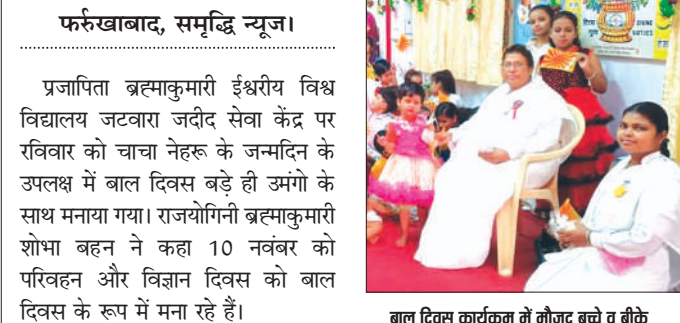 फर्रुखाबाद, समृद्धि न्यूज।
प्रजापिता ब्रह्माकुमारी ईश्वरीय विश्व
विद्यालय जटवारा जदीद सेवा केंद्र पर
रविवार को चाचा नेहरू के जन्मदिन के
उपलक्ष में बाल दिवस बड़े ही उमंगो के
साथ मनाया गया। राजयोगिनी ब्रह्माकुमारी
शोभा बहन ने कहा 10 नवंबर को
परिवहन और विज्ञान दिवस को बाल
दिवस के रूप में मना रहे हैं।
DIVINE
बाल दिवस कार्यक्रम में मौजूद बच्चे व बीके